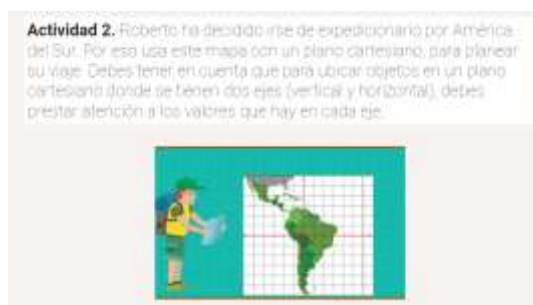 Actividad 2. Roberto ha decidido irse de expedicionario por América
del Sur. Por eso usa este mapa con un plano cartesiano, para planear
su viaje. Debes tener en cuenta que para ubicar objetos en un plano
cartesiano donde se tienen dos ejes (vertical y horizontal), debes
prestar atención a los valores que hay en cada eje.